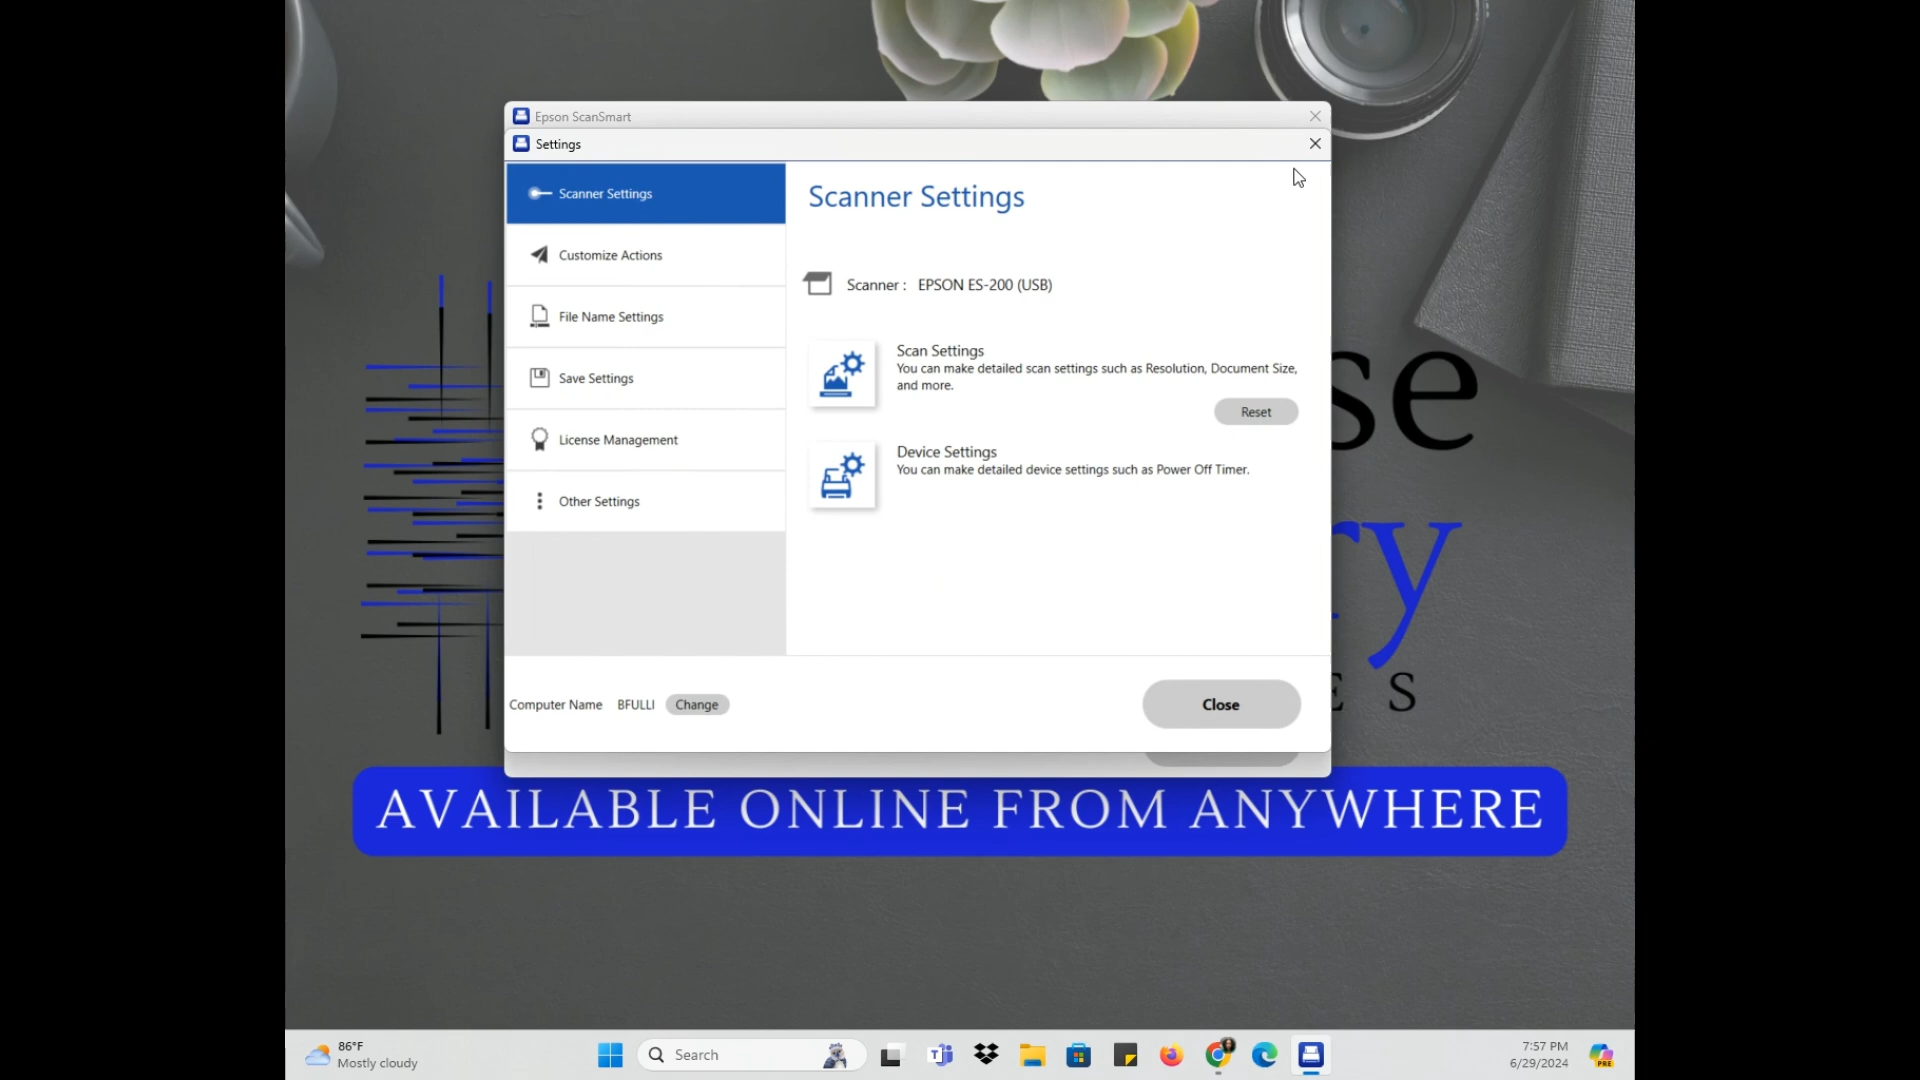 Epson ScanSmart
Settings
Scanner Settings
Customize Actions
File Name Settings
Save Settings
License Management
Other Settings
Scanner Settings
Scanner : EPSON ES-200 (USB)
Scan Settings
You can make detailed scan settings such as Resolution, Document Size,
and more.
Reset
Device Settings
You can make detailed device settings such as Power Off Timer.
Computer Name BFULLI Change
Close
se
ry
E S
AVAILABLE ONLINE FROM ANYWHERE
86°F
Mostly cloudy
Search
7:57 PM
6/29/2024
PRE